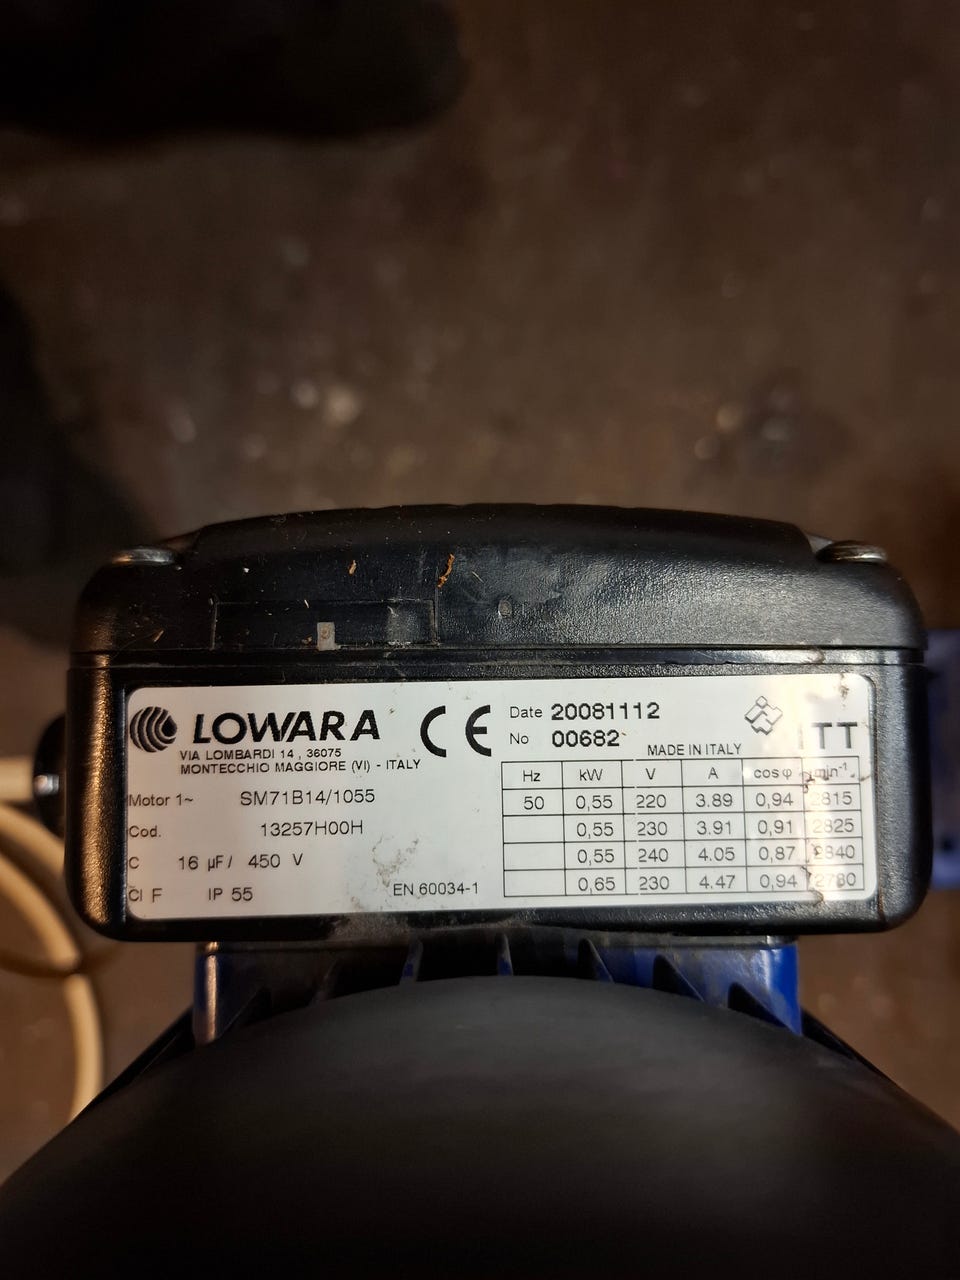 LOWARA
VIA LOMBARDI 14 , 36075
MONTECCHIO MAGGIORE (VI) - ITALY
CE
Date 20081112
No 00682
MADE IN ITALY
ITT
Motor 1~ SM71B14/1055
Cod. 13257H00H
C 16 µF / 450 V
Cl F IP 55
EN 60034-1
Hz kW V A cosφ min⁻¹
50 0,55 220 3.89 0,94 2815
0,55 230 3.91 0,91 2825
0,55 240 4.05 0,87 2840
0,65 230 4.47 0,94 2780